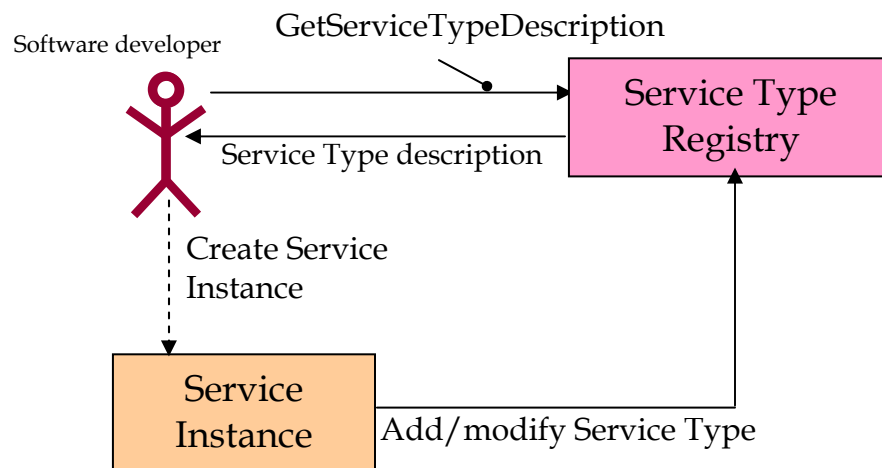 GetServiceTypeDescription
Software developer
Service Type
Registry
Service Type description
Create Service
Instance
Service
Instance
Add/modify Service Type